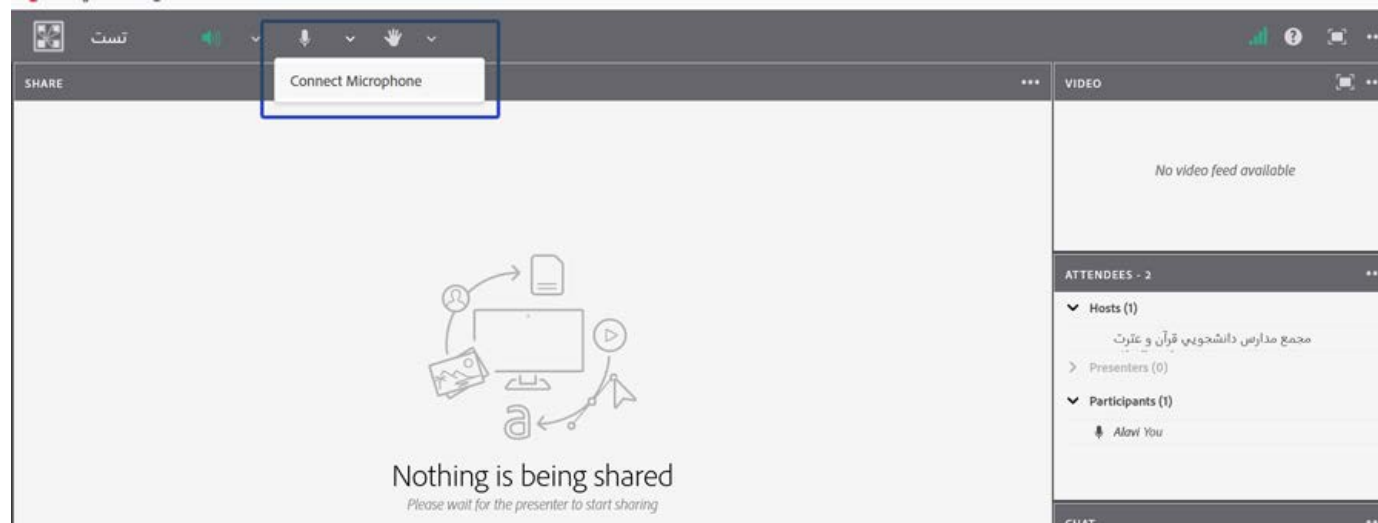 تست
Connect Microphone
SHARE
VIDEO
No video feed available
ATTENDEES - 2
Hosts (1)
مجمع مدارس دانشجویی قرآن و عترت
Presenters (0)
Participants (1)
Alavi You
Nothing is being shared
Please wait for the presenter to start sharing
CHAT